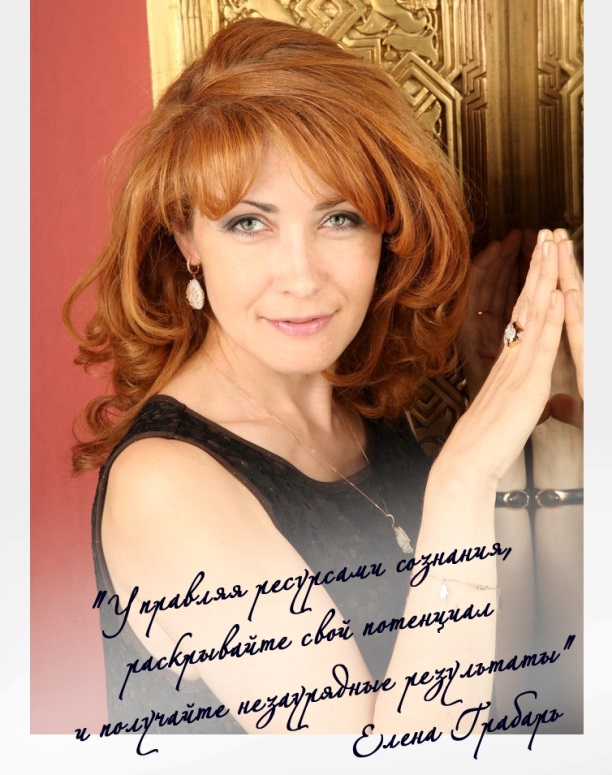 "Управляя ресурсами сознания,
раскрывайте свой потенциал
и получайте незаурядные результаты"
Елена Грабарь